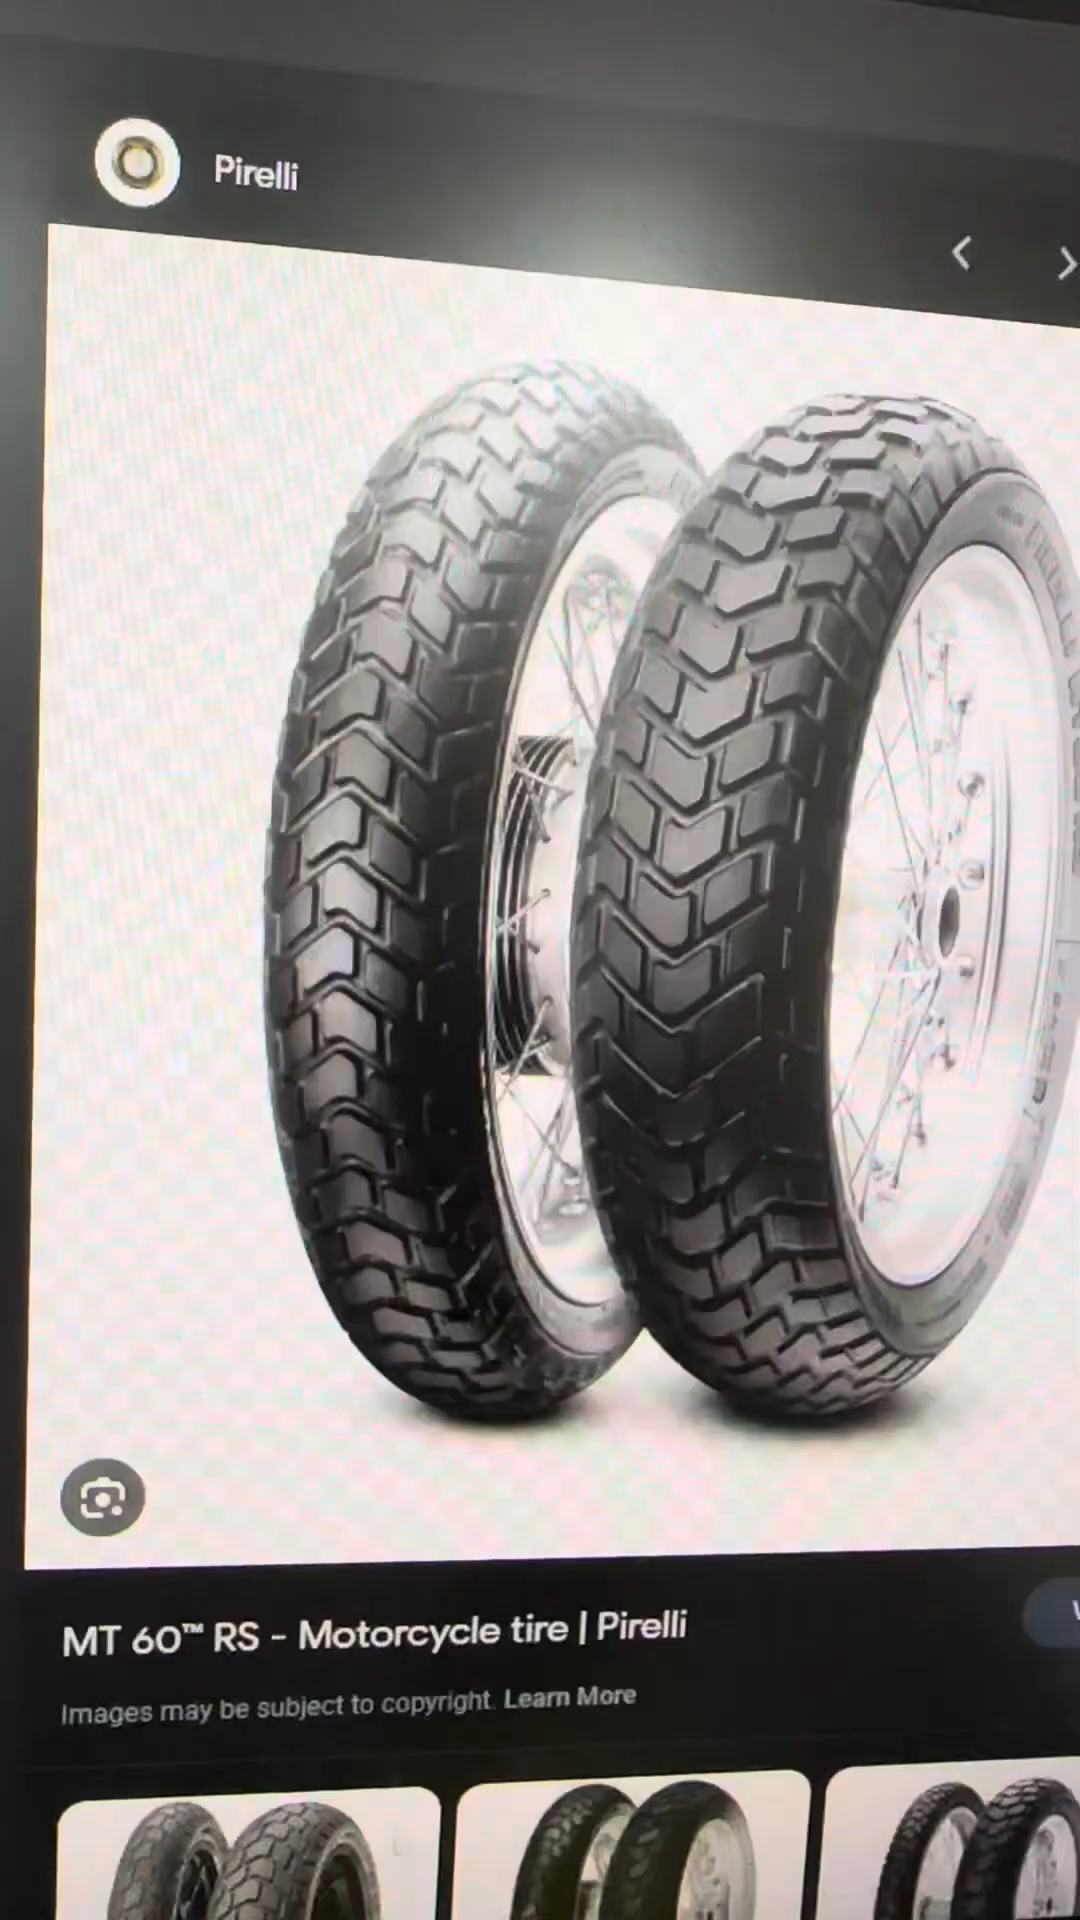 Pirelli
MT 60™ RS - Motorcycle tire | Pirelli
Images may be subject to copyright. Learn More